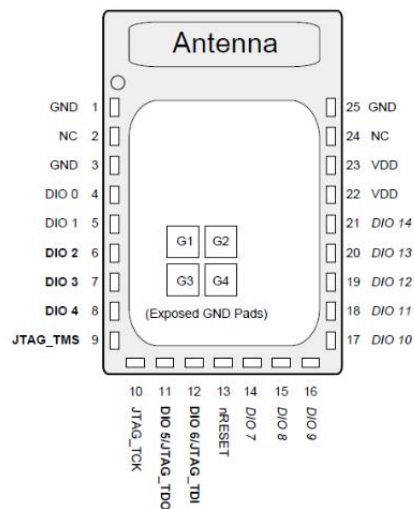 Antenna
GND 1
NC 2
GND 3
DIO 0 4
DIO 1 5
DIO 2 6
DIO 3 7
DIO 4 8
JTAG_TMS 9
25 GND
24 NC
23 VDD
22 VDD
21 DIO 14
20 DIO 13
19 DIO 12
18 DIO 11
17 DIO 10
G1 G2
G3 G4
(Exposed GND Pads)
10 JTAG_TCK
11 DIO 5/JTAG_TDO
12 DIO 6/JTAG_TDI
13 nRESET
14 DIO 7
15 DIO 8
16 DIO 9